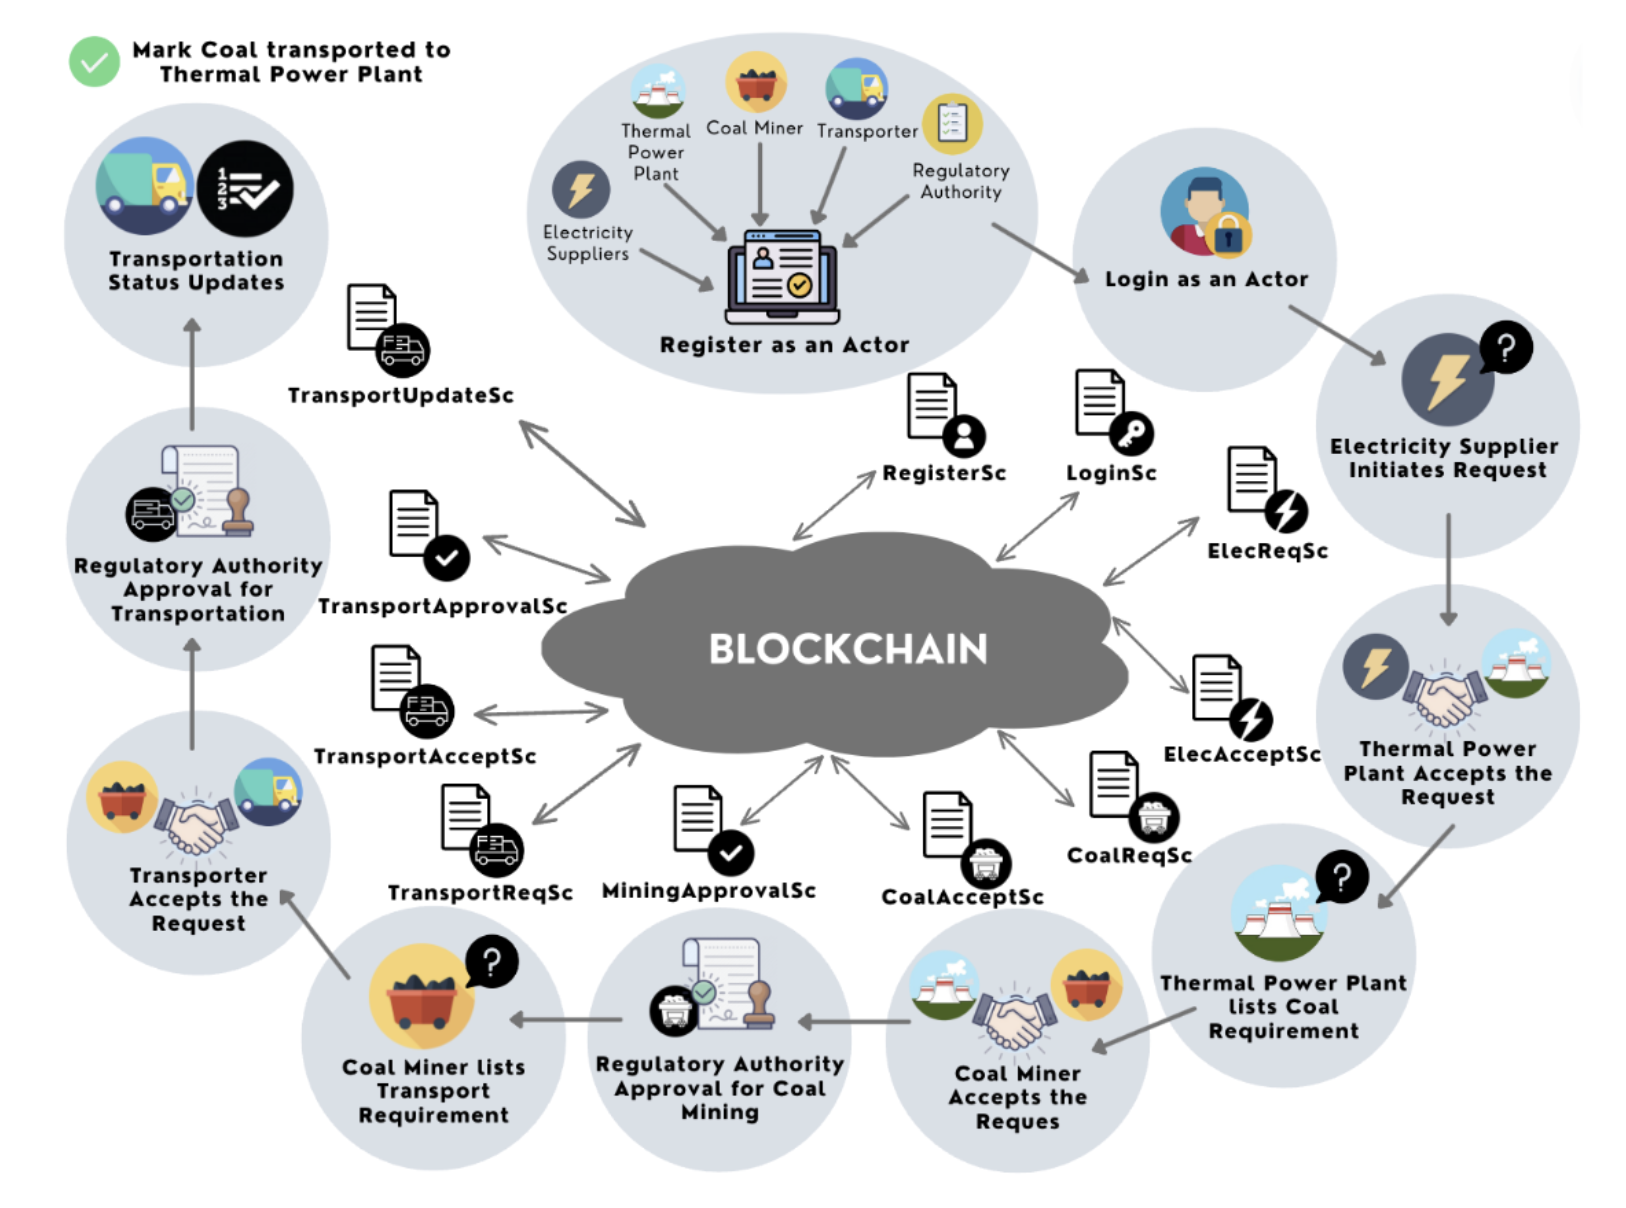 Mark Coal transported to
Thermal Power Plant
Transportation
Status Updates
Thermal
Power
Plant
Coal Miner
Transporter
Regulatory
Authority
Electricity
Suppliers
Register as an Actor
Login as an Actor
Electricity Supplier
Initiates Request
TransportUpdateSc
RegisterSc
LoginSc
ElecReqSc
Regulatory Authority
Approval for
Transportation
TransportApprovalSc
BLOCKCHAIN
TransportAcceptSc
ElecAcceptSc
Thermal Power
Plant Accepts the
Request
Transporter
Accepts the
Request
TransportReqSc
MiningApprovalSc
CoalAcceptSc
CoalReqSc
Thermal Power Plant
lists Coal
Requirement
Coal Miner lists
Transport
Requirement
Regulatory Authority
Approval for Coal
Mining
Coal Miner
Accepts the
Reques
1
2
3
?
?
?